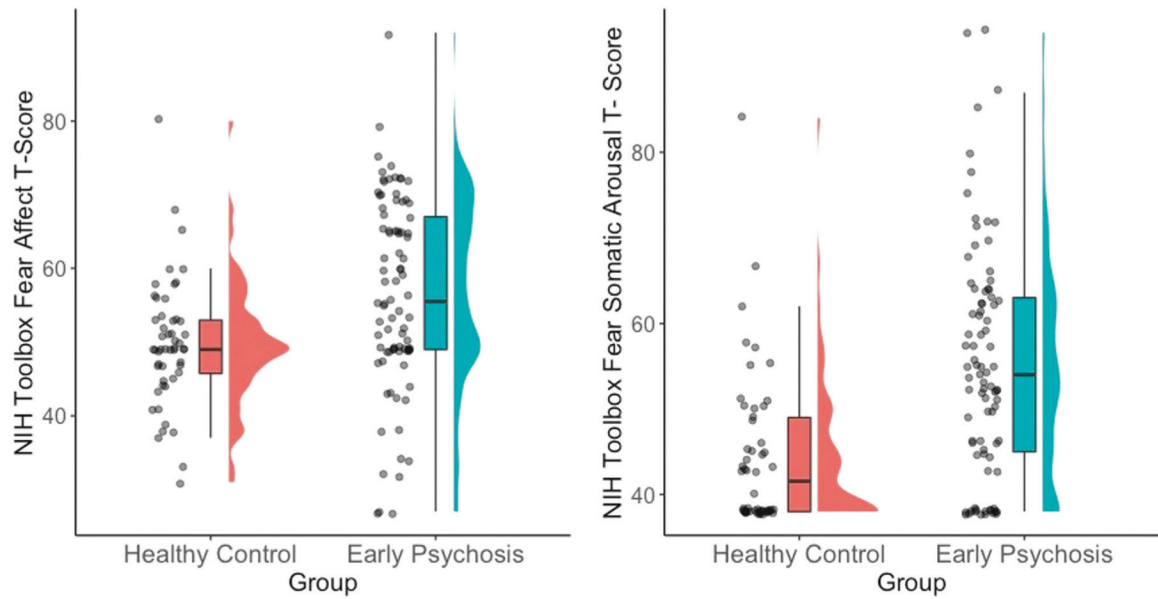 NIH Toolbox Fear Affect T-Score
80
60
40
Healthy Control
Early Psychosis
Group
NIH Toolbox Fear Somatic Arousal T- Score
80
60
40
Healthy Control
Early Psychosis
Group